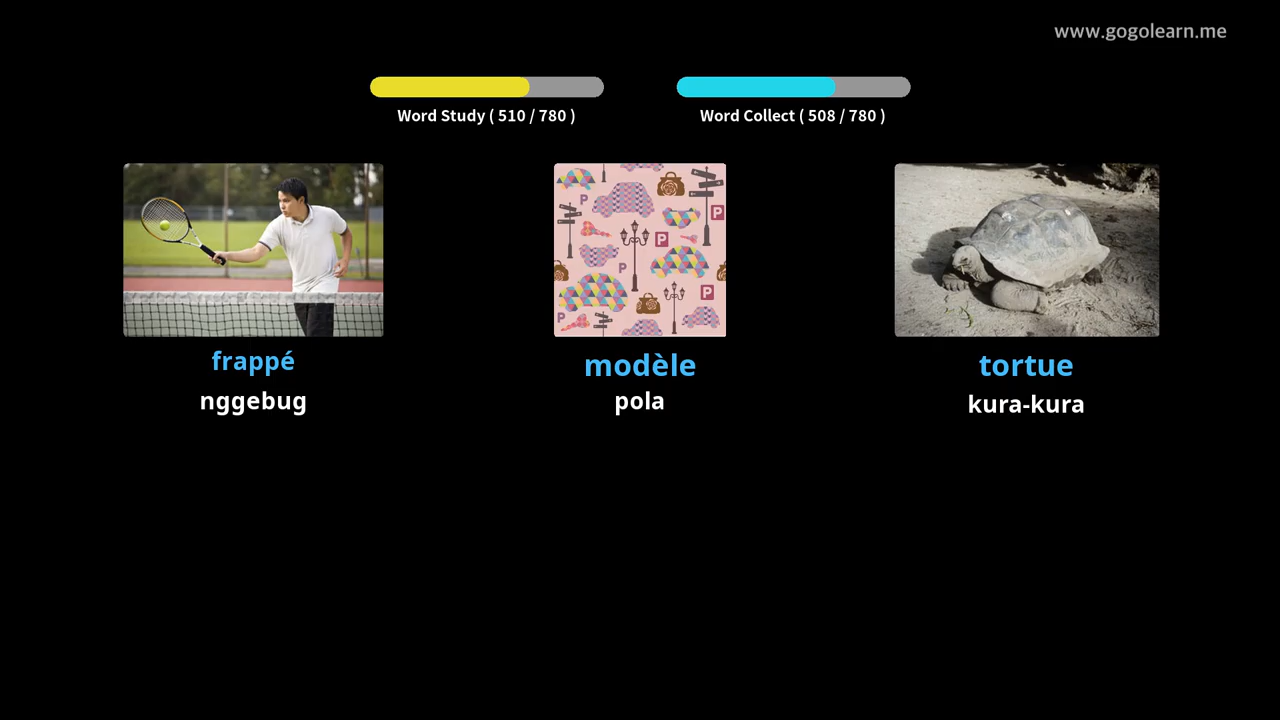 www.gogolearn.me
Word Study ( 510 / 780 )
Word Collect ( 508 / 780 )
P
P
P
P
P
P
frappé
modèle
tortue
nggebug
pola
kura-kura